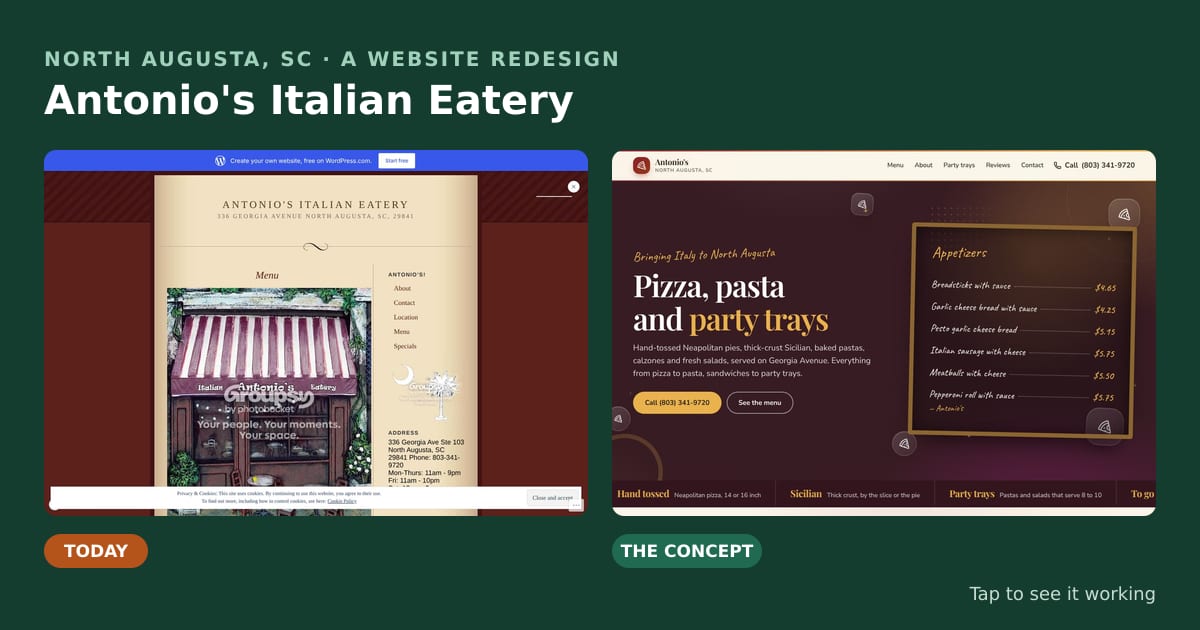 NORTH AUGUSTA, SC · A WEBSITE REDESIGN
Antonio's Italian Eatery
Create your own website, free on WordPress.com.
Start free
ANTONIO'S ITALIAN EATERY
336 GEORGIA AVENUE NORTH AUGUSTA, SC, 29841
Menu
Italian Antonio's Eatery
Groupsy
by photobucket
Your people. Your moments.
Your space.
ANTONIO'S!
About
Contact
Location
Menu
Specials
ADDRESS
336 Georgia Ave Ste 103
North Augusta, SC
29841 Phone: 803-341-
9720
Mon-Thurs: 11am - 9pm
Fri: 11am - 10pm
Privacy & Cookies: This site uses cookies. By continuing to use this website, you agree to their use.
To find out more, including how to control cookies, see here: Cookie Policy
Close and accept
TODAY
Antonio's
NORTH AUGUSTA, SC
Menu About Party trays Reviews Contact Call (803) 341-9720
Bringing Italy to North Augusta
Pizza, pasta
and party trays
Hand-tossed Neapolitan pies, thick-crust Sicilian, baked pastas,
calzones and fresh salads, served on Georgia Avenue. Everything
from pizza to pasta, sandwiches to party trays.
Call (803) 341-9720
See the menu
Appetizers
Breadsticks with sauce $4.65
Garlic cheese bread with sauce $4.25
Pesto garlic cheese bread $5.15
Italian sausage with cheese $5.75
Meatballs with cheese $5.50
Pepperoni roll with sauce $5.75
– Antonio's
Hand tossed Neapolitan pizza, 14 or 16 inch
Sicilian Thick crust, by the slice or the pie
Party trays Pastas and salads that serve 8 to 10
To go
THE CONCEPT
Tap to see it working